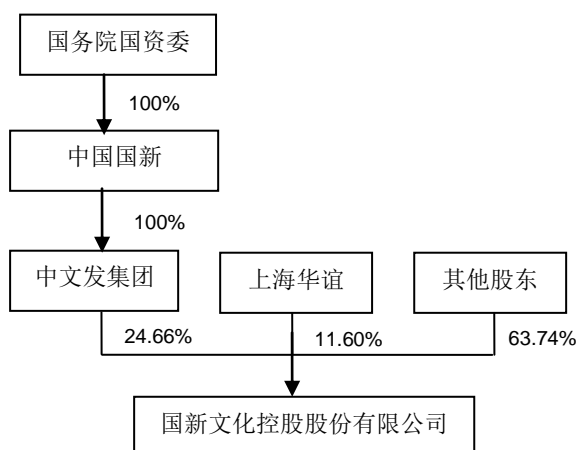 国务院国资委
100%
中国国新
100%
中文发集团
上海华谊
其他股东
24.66%
11.60%
63.74%
国新文化控股股份有限公司